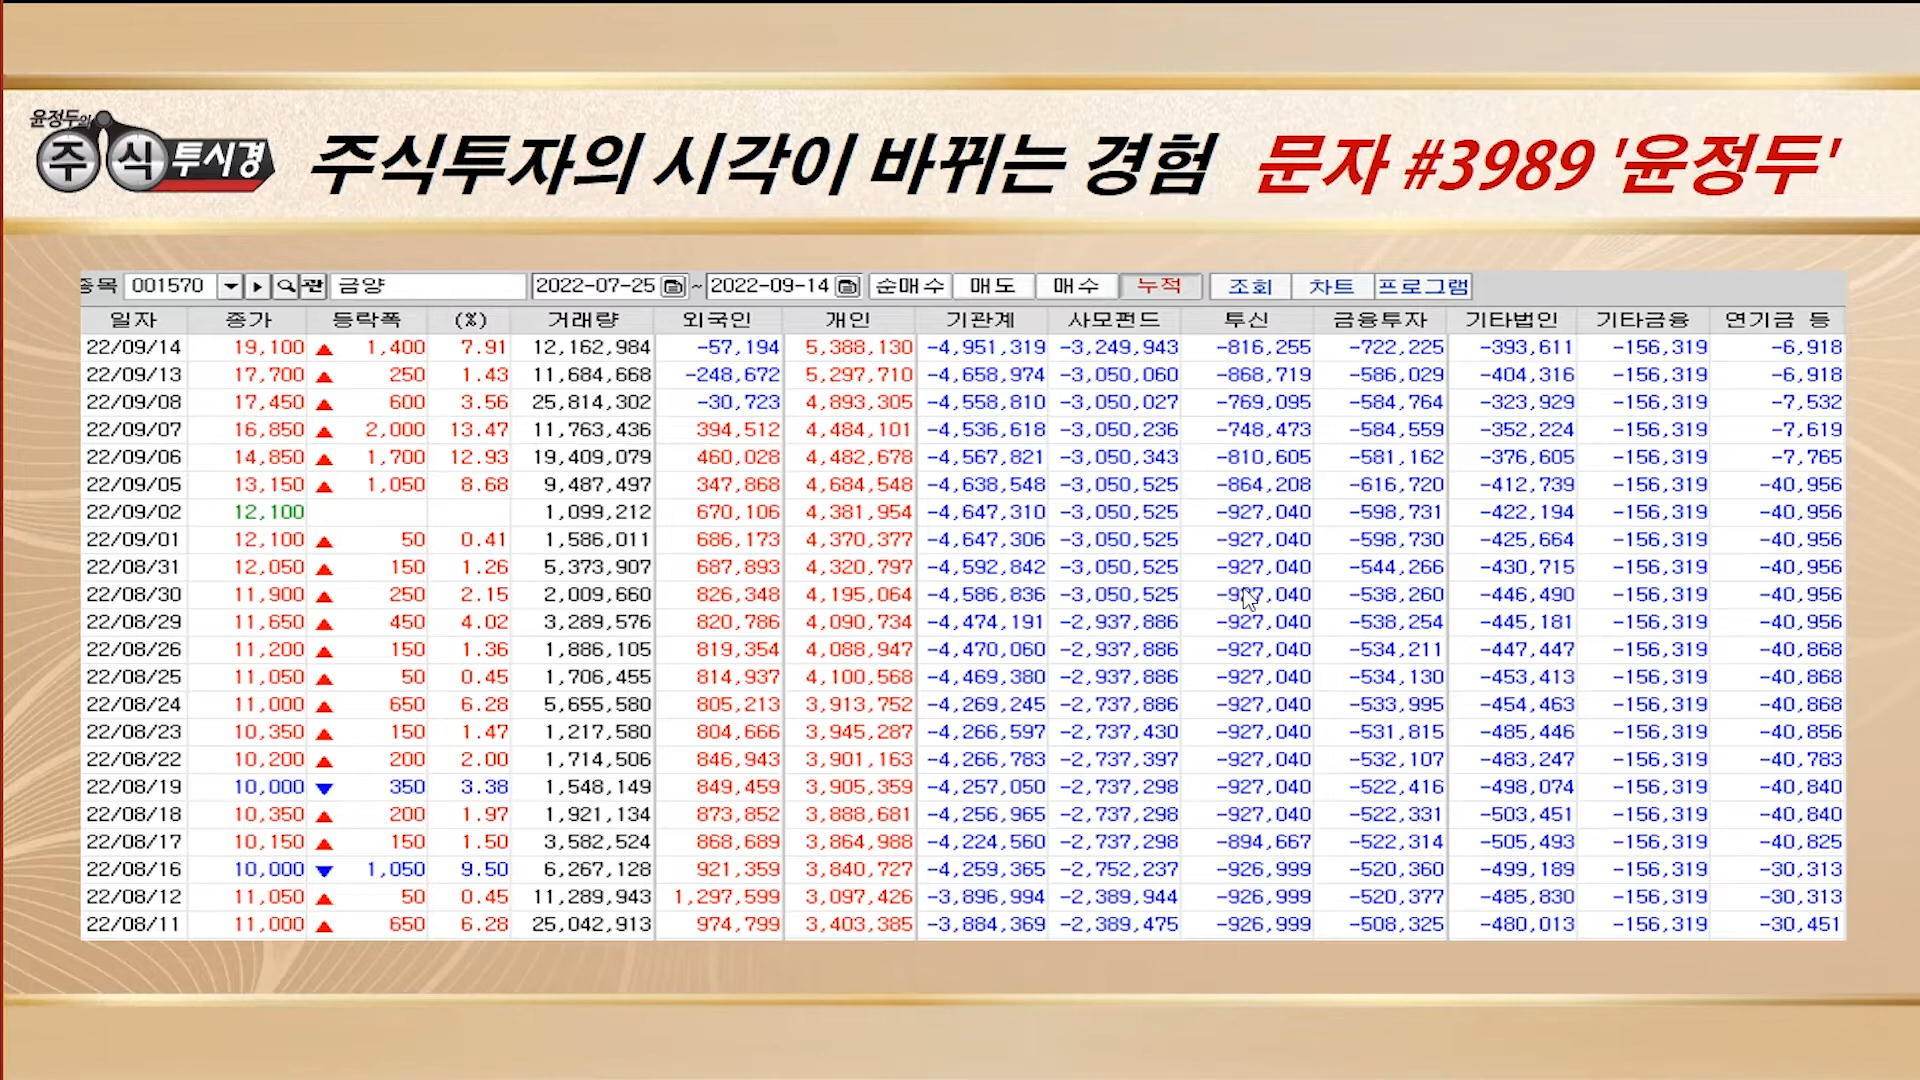 윤정두의
주식투시경
주식투자의 시각이 바뀌는 경험 문자 #3989 '윤정두'
종목 001570 관 금양 2022-07-25 ~ 2022-09-14 순매수 매도 매수 누적 조회 차트 프로그램
일자 종가 등락폭 (%) 거래량 외국인 개인 기관계 사모펀드 투신 금융투자 기타법인 기타금융 연기금 등
22/09/14 19,100 ▲ 1,400 7.91 12,162,984 -57,194 5,388,130 -4,951,319 -3,249,943 -816,255 -722,225 -393,611 -156,319 -6,918
22/09/13 17,700 ▲ 250 1.43 11,684,668 -248,672 5,297,710 -4,658,974 -3,050,060 -868,719 -586,029 -404,316 -156,319 -6,918
22/09/08 17,450 ▲ 600 3.56 25,814,302 -30,723 4,893,305 -4,558,810 -3,050,027 -769,095 -584,764 -323,929 -156,319 -7,532
22/09/07 16,850 ▲ 2,000 13.47 11,763,436 394,512 4,484,101 -4,536,618 -3,050,236 -748,473 -584,559 -352,224 -156,319 -7,619
22/09/06 14,850 ▲ 1,700 12.93 19,409,079 460,028 4,482,678 -4,567,821 -3,050,343 -810,605 -581,162 -376,605 -156,319 -7,765
22/09/05 13,150 ▲ 1,050 8.68 9,487,497 347,868 4,684,548 -4,638,548 -3,050,525 -864,208 -616,720 -412,739 -156,319 -40,956
22/09/02 12,100 1,099,212 670,106 4,381,954 -4,647,310 -3,050,525 -927,040 -598,731 -422,194 -156,319 -40,956
22/09/01 12,100 ▲ 50 0.41 1,586,011 686,173 4,370,377 -4,647,306 -3,050,525 -927,040 -598,730 -425,664 -156,319 -40,956
22/08/31 12,050 ▲ 150 1.26 5,373,907 687,893 4,320,797 -4,592,842 -3,050,525 -927,040 -544,266 -430,715 -156,319 -40,956
22/08/30 11,900 ▲ 250 2.15 2,009,660 826,348 4,195,064 -4,586,836 -3,050,525 -538,260 -446,490 -156,319 -40,956
22/08/29 11,650 ▲ 450 4.02 3,289,576 820,786 4,090,734 -4,474,191 -2,937,886 -927,040 -538,254 -445,181 -156,319 -40,956
22/08/26 11,200 ▲ 150 1.36 1,886,105 819,354 4,088,947 -4,470,060 -2,937,886 -927,040 -534,211 -447,447 -156,319 -40,868
22/08/25 11,050 ▲ 50 0.45 1,706,455 814,937 4,100,568 -4,469,380 -2,937,886 -927,040 -534,130 -453,413 -156,319 -40,868
22/08/24 11,000 ▲ 650 6.28 5,655,580 805,213 3,913,752 -4,269,245 -2,737,886 -927,040 -533,995 -454,463 -156,319 -40,868
22/08/23 10,350 ▲ 150 1.47 1,217,580 804,666 3,945,287 -4,266,597 -2,737,430 -927,040 -531,815 -485,446 -156,319 -40,856
22/08/22 10,200 ▲ 200 2.00 1,714,506 846,943 3,901,163 -4,266,783 -2,737,397 -927,040 -532,107 -483,247 -156,319 -40,783
22/08/19 10,000 ▼ 350 3.38 1,548,149 849,459 3,905,359 -4,257,050 -2,737,298 -927,040 -522,416 -498,074 -156,319 -40,840
22/08/18 10,350 ▲ 200 1.97 1,921,134 873,852 3,888,681 -4,256,965 -2,737,298 -927,040 -522,331 -503,451 -156,319 -40,840
22/08/17 10,150 ▲ 150 1.50 3,582,524 868,689 3,864,988 -4,224,560 -2,737,298 -894,667 -522,314 -505,493 -156,319 -40,825
22/08/16 10,000 ▼ 1,050 9.50 6,267,128 921,359 3,840,727 -4,259,365 -2,752,237 -926,999 -520,360 -499,189 -156,319 -30,313
22/08/12 11,050 ▲ 50 0.45 11,289,943 1,297,599 3,097,426 -3,896,994 -2,389,944 -926,999 -520,377 -485,830 -156,319 -30,313
22/08/11 11,000 ▲ 650 6.28 25,042,913 974,799 3,403,385 -3,884,369 -2,389,475 -926,999 -508,325 -480,013 -156,319 -30,451